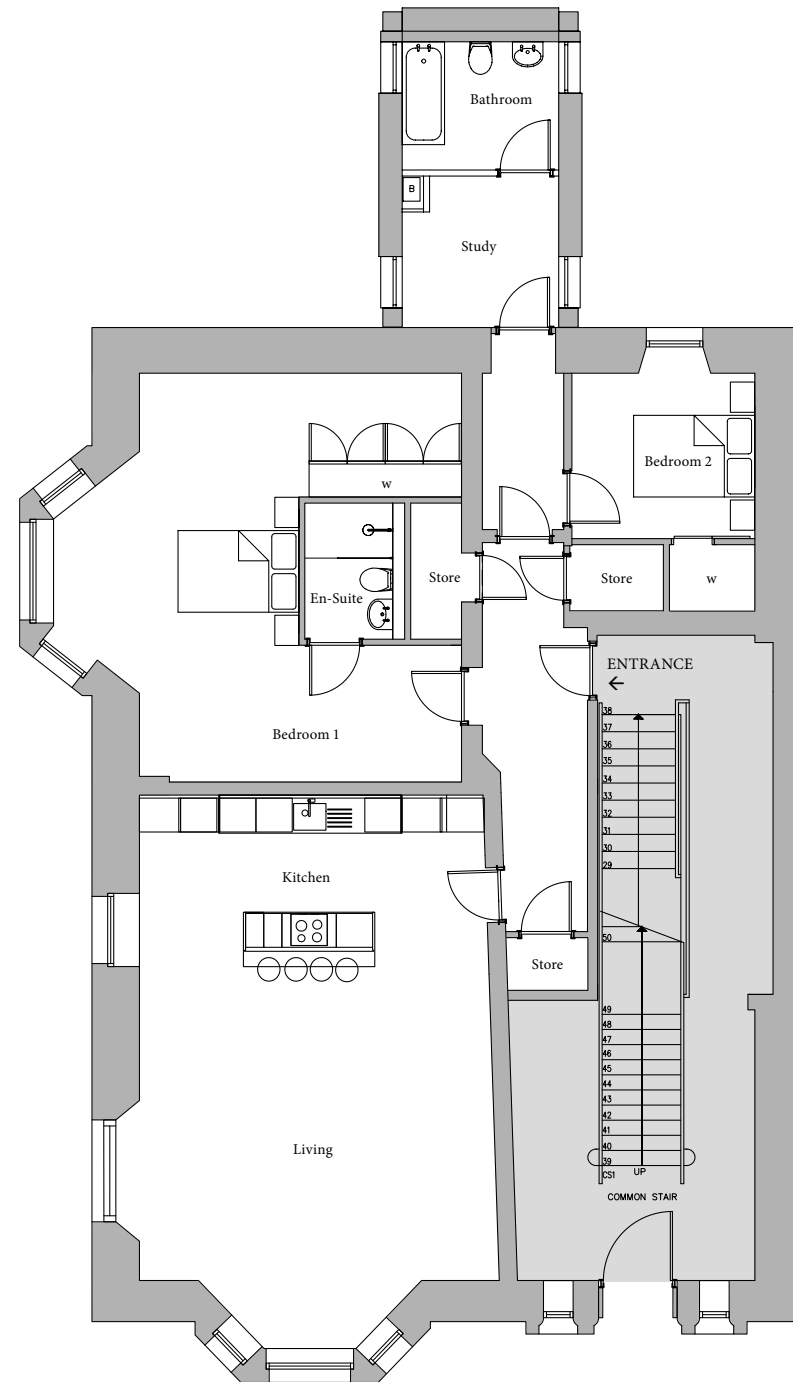 Bathroom
B
Study
Bedroom 2
w
Store
Store
w
En-Suite
ENTRANCE
←
Bedroom 1
38
37
36
35
34
33
32
31
30
29
Kitchen
50
Store
49
48
47
46
45
44
43
42
41
40
39
Living
CS1
UP
COMMON STAIR